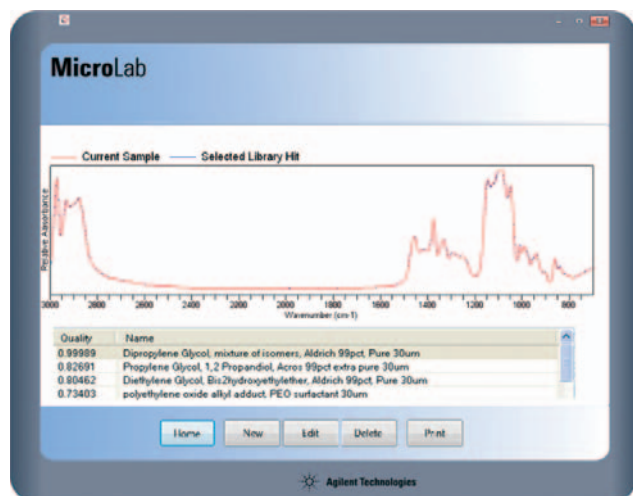 MicroLab
Current Sample Selected Library Hit
Relative Absorbance
3000 2800 2600 2400 2200 2000 1800 1600 1400 1200 1000 800
Wavenumber (cm-1)
Quality Name
0.99989 Dipropylene Glycol, mixture of isomers, Aldrich 99pct, Pure 30um
0.82691 Propylene Glycol, 1,2 Propandiol, Acros 99pct extra pure 30um
0.80462 Diethylene Glycol, Bis2hydroxyethylether, Aldrich 99pct, Pure 30um
0.73403 polyethylene oxide alkyl adduct, PEO surfactant 30um
Home New Edit Delete Print
Agilent Technologies